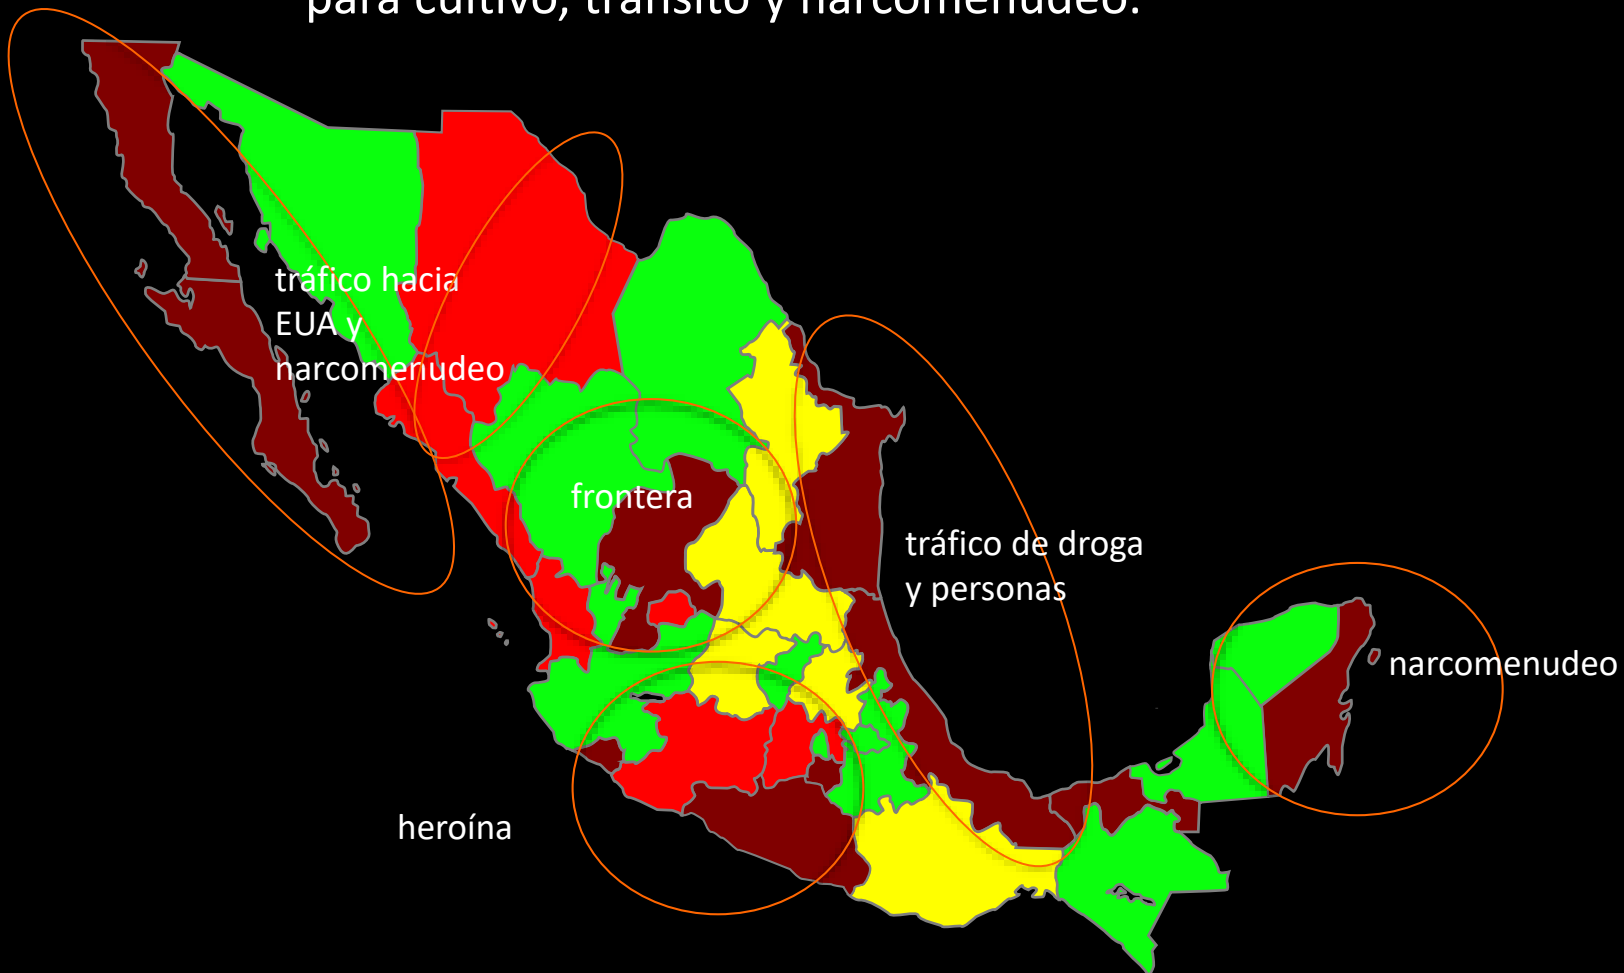 para cultivo, tránsito y narcomenudeo.
tráfico hacia
EUA y
narcomenudeo
frontera
tráfico de droga
y personas
narcomenudeo
heroína